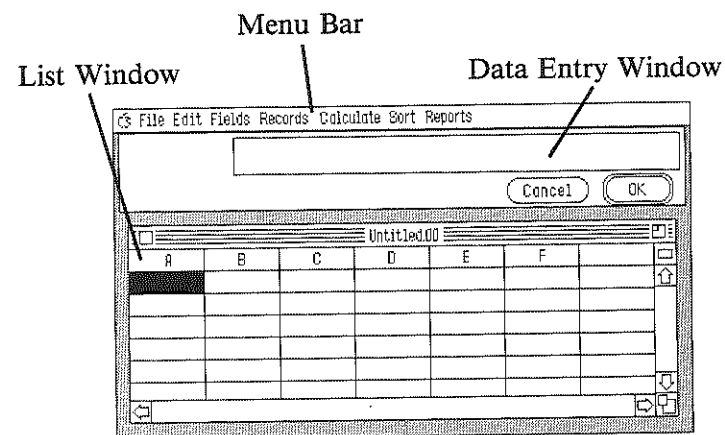 Menu Bar
List Window
Data Entry Window
File Edit Fields Records Calculate Sort Reports
Cancel
OK
Untitled.00
A B C D E F